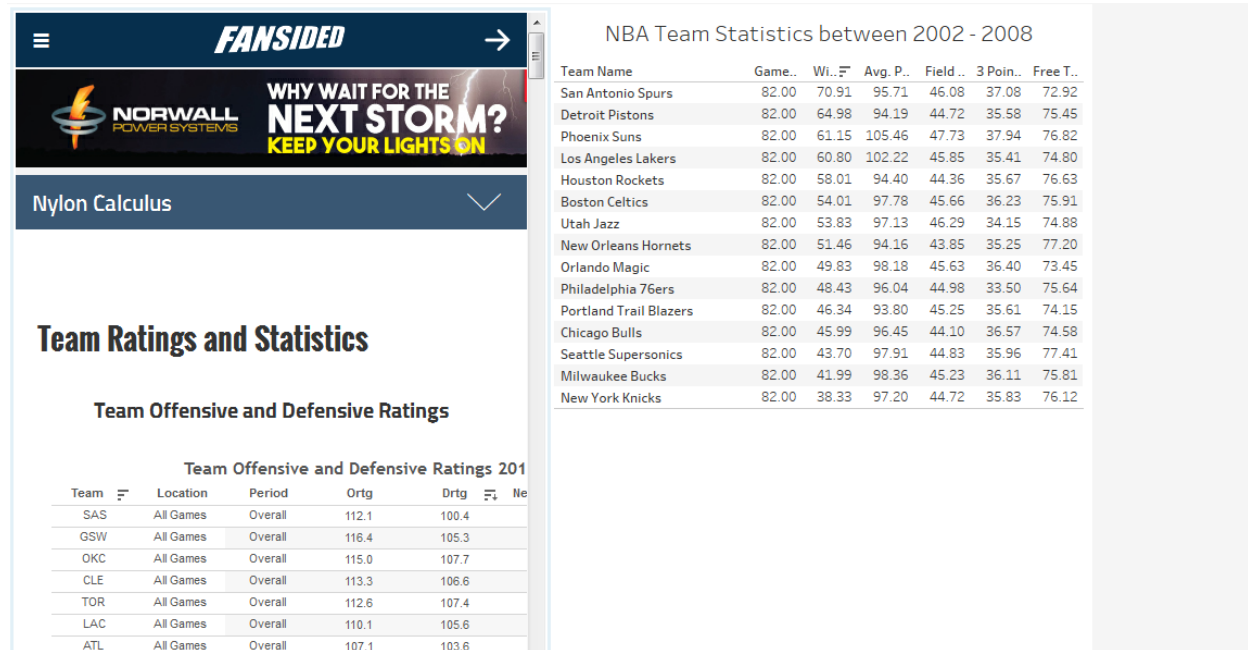 FANSIDED
WHY WAIT FOR THE
NEXT STORM?
KEEP YOUR LIGHTS ON
NORWALL
POWER SYSTEMS
Nylon Calculus
Team Ratings and Statistics
Team Offensive and Defensive Ratings
Team Offensive and Defensive Ratings 201
Team Location Period Ortg Drtg Ne
SAS All Games Overall 112.1 100.4
GSW All Games Overall 116.4 105.3
OKC All Games Overall 115.0 107.7
CLE All Games Overall 113.3 106.6
TOR All Games Overall 112.6 107.4
LAC All Games Overall 110.1 105.6
ATL All Games Overall 107.1 103.6
NBA Team Statistics between 2002 - 2008
Team Name Game.. Wi.. Avg. P.. Field .. 3 Poin.. Free T..
San Antonio Spurs 82.00 70.91 95.71 46.08 37.08 72.92
Detroit Pistons 82.00 64.98 94.19 44.72 35.58 75.45
Phoenix Suns 82.00 61.15 105.46 47.73 37.94 76.82
Los Angeles Lakers 82.00 60.80 102.22 45.85 35.41 74.80
Houston Rockets 82.00 58.01 94.40 44.36 35.67 76.63
Boston Celtics 82.00 54.01 97.78 45.66 36.23 75.91
Utah Jazz 82.00 53.83 97.13 46.29 34.15 74.88
New Orleans Hornets 82.00 51.46 94.16 43.85 35.25 77.20
Orlando Magic 82.00 49.83 98.18 45.63 36.40 73.45
Philadelphia 76ers 82.00 48.43 96.04 44.98 33.50 75.64
Portland Trail Blazers 82.00 46.34 93.80 45.25 35.61 74.15
Chicago Bulls 82.00 45.99 96.45 44.10 36.57 74.58
Seattle Supersonics 82.00 43.70 97.91 44.83 35.96 77.41
Milwaukee Bucks 82.00 41.99 98.36 45.23 36.11 75.81
New York Knicks 82.00 38.33 97.20 44.72 35.83 76.12